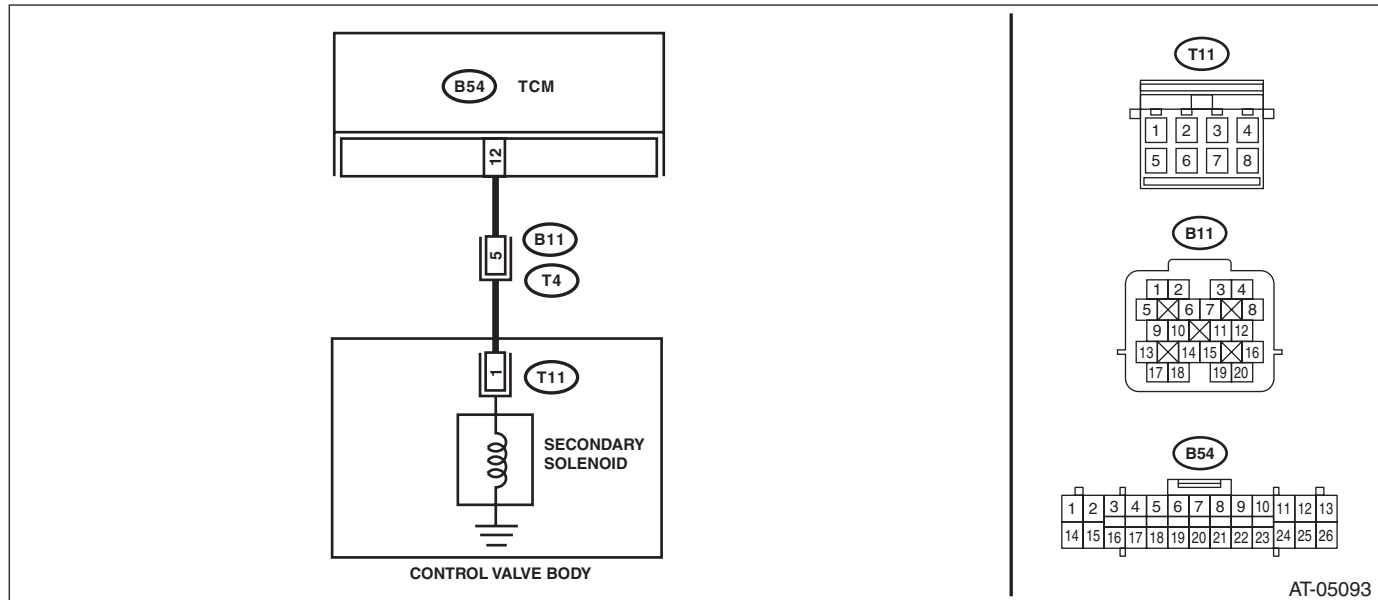 B54 TCM
12
5
B11
T4
1
T11
SECONDARY
SOLENOID
CONTROL VALVE BODY
T11
1 2 3 4
5 6 7 8
B11
1 2 3 4
5 6 7 8
9 10 11 12
13 14 15 16
17 18 19 20
B54
1 2 3 4 5 6 7 8 9 10 11 12 13
14 15 16 17 18 19 20 21 22 23 24 25 26
AT-05093